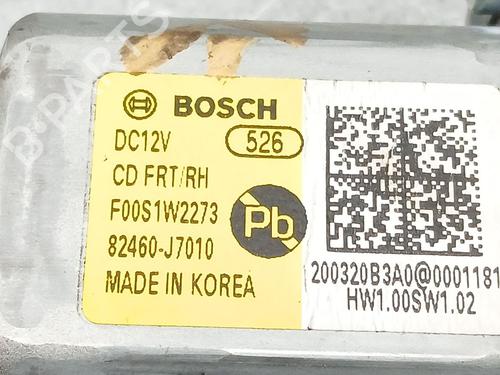 BOSCH
DC12V 526
CD FRT/RH
F00S1W2273
Pb
82460-J7010
MADE IN KOREA
200320B3A0@0001181
HW1.00SW1.02